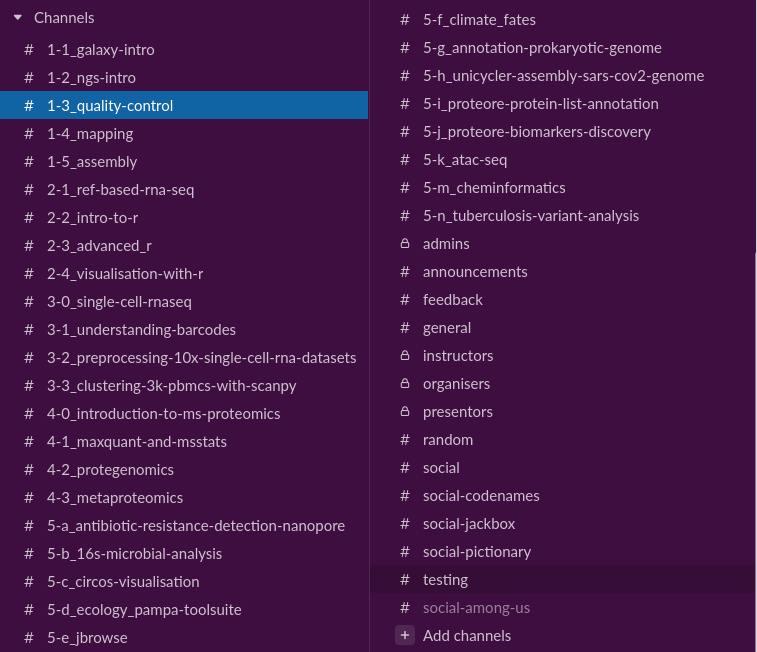 Channels
# 1-1_galaxy-intro
# 1-2_ngs-intro
# 1-3_quality-control
# 1-4_mapping
# 1-5_assembly
# 2-1_ref-based-rna-seq
# 2-2_intro-to-r
# 2-3_advanced_r
# 2-4_visualisation-with-r
# 3-0_single-cell-rnaseq
# 3-1_understanding-barcodes
# 3-2_preprocessing-10x-single-cell-rna-datasets
# 3-3_clustering-3k-pbmcs-with-scanpy
# 4-0_introduction-to-ms-proteomics
# 4-1_maxquant-and-msstats
# 4-2_protegenomics
# 4-3_metaproteomics
# 5-a_antibiotic-resistance-detection-nanopore
# 5-b_16s-microbial-analysis
# 5-c_circos-visualisation
# 5-d_ecology_pampa-toolsuite
# 5-e_jbrowse
# 5-f_climate_fates
# 5-g_annotation-prokaryotic-genome
# 5-h_unicycler-assembly-sars-cov2-genome
# 5-i_proteore-protein-list-annotation
# 5-j_proteore-biomarkers-discovery
# 5-k_atac-seq
# 5-m_cheminformatics
# 5-n_tuberculosis-variant-analysis
admins
# announcements
# feedback
# general
instructors
organisers
presentors
# random
# social
# social-codenames
# social-jackbox
# social-pictionary
# testing
# social-among-us
+ Add channels